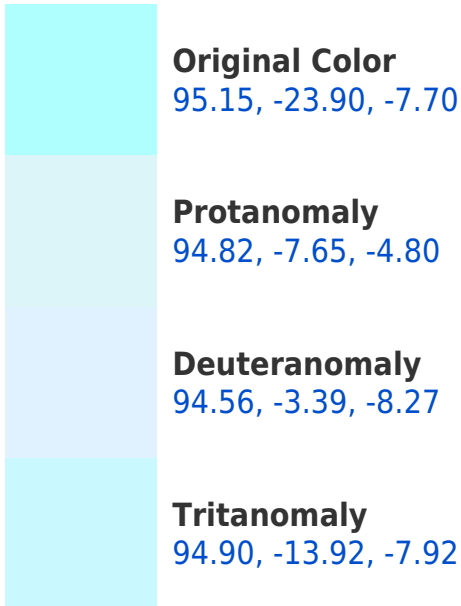 Original Color
95.15, -23.90, -7.70
Protanomaly
94.82, -7.65, -4.80
Deuteranomaly
94.56, -3.39, -8.27
Tritanomaly
94.90, -13.92, -7.92